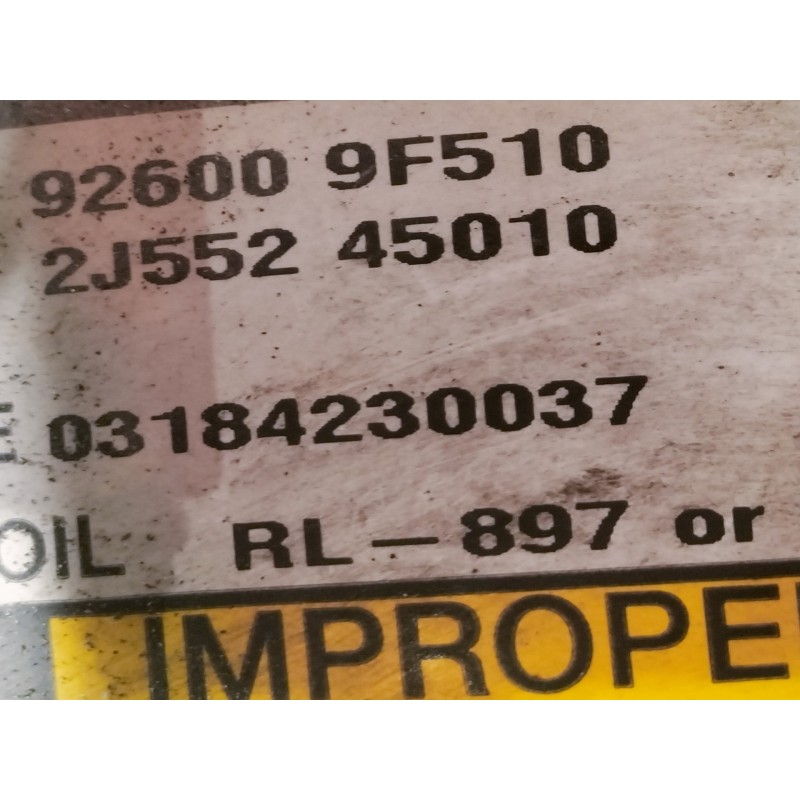 92600 9F510
2J552 45010
E 03184230037
OIL RL-897 or
IMPROPE